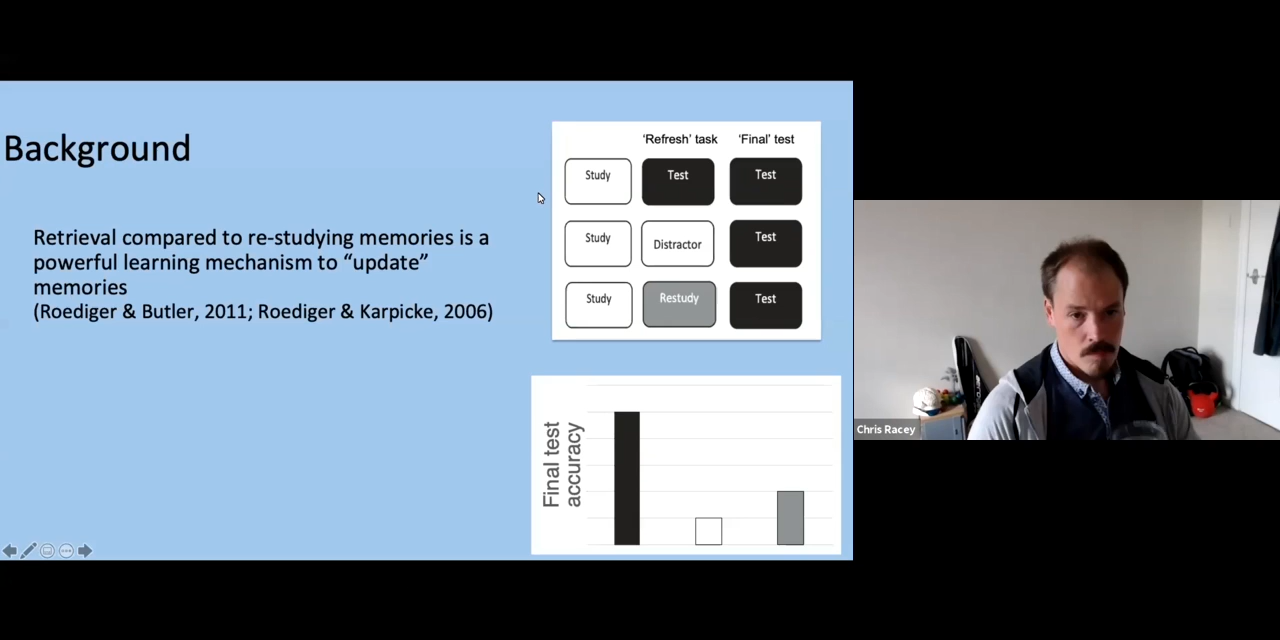 Background
Retrieval compared to re-studying memories is a
powerful learning mechanism to “update”
memories
(Roediger & Butler, 2011; Roediger & Karpicke, 2006)
‘Refresh’ task ‘Final’ test
Study Test Test
Study Distractor Test
Study Restudy Test
Final test
accuracy
Chris Racey